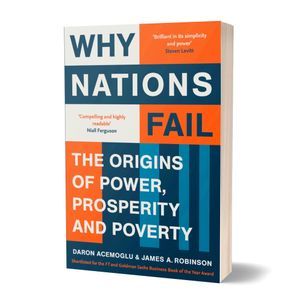 WHY
'Brilliant in its simplicity
and power'
Steven Levitt
NATIONS
'Compelling and highly
readable'
Niall Ferguson
FAIL
THE ORIGINS
OF POWER,
PROSPERITY
AND POVERTY
DARON ACEMOGLU & JAMES A. ROBINSON
Shortlisted for the FT and Goldman Sachs Business Book of the Year Award